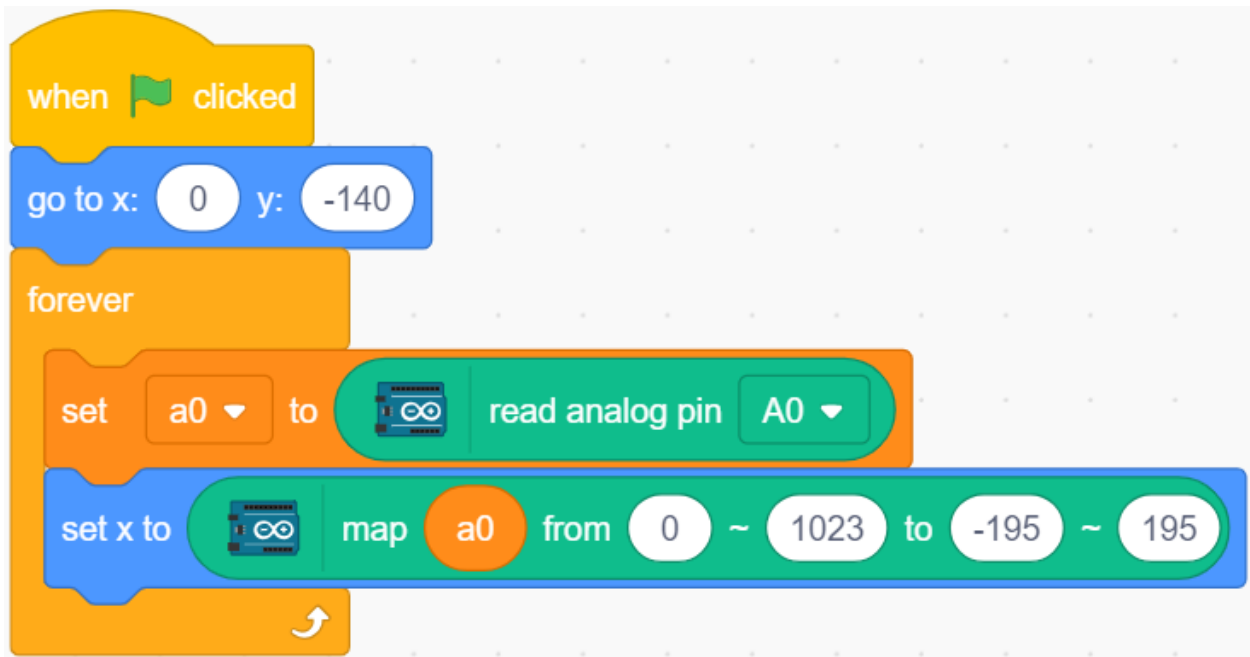 when clicked
go to x: 0 y: -140
forever
set a0 to read analog pin A0
set x to map a0 from 0 ~ 1023 to -195 ~ 195